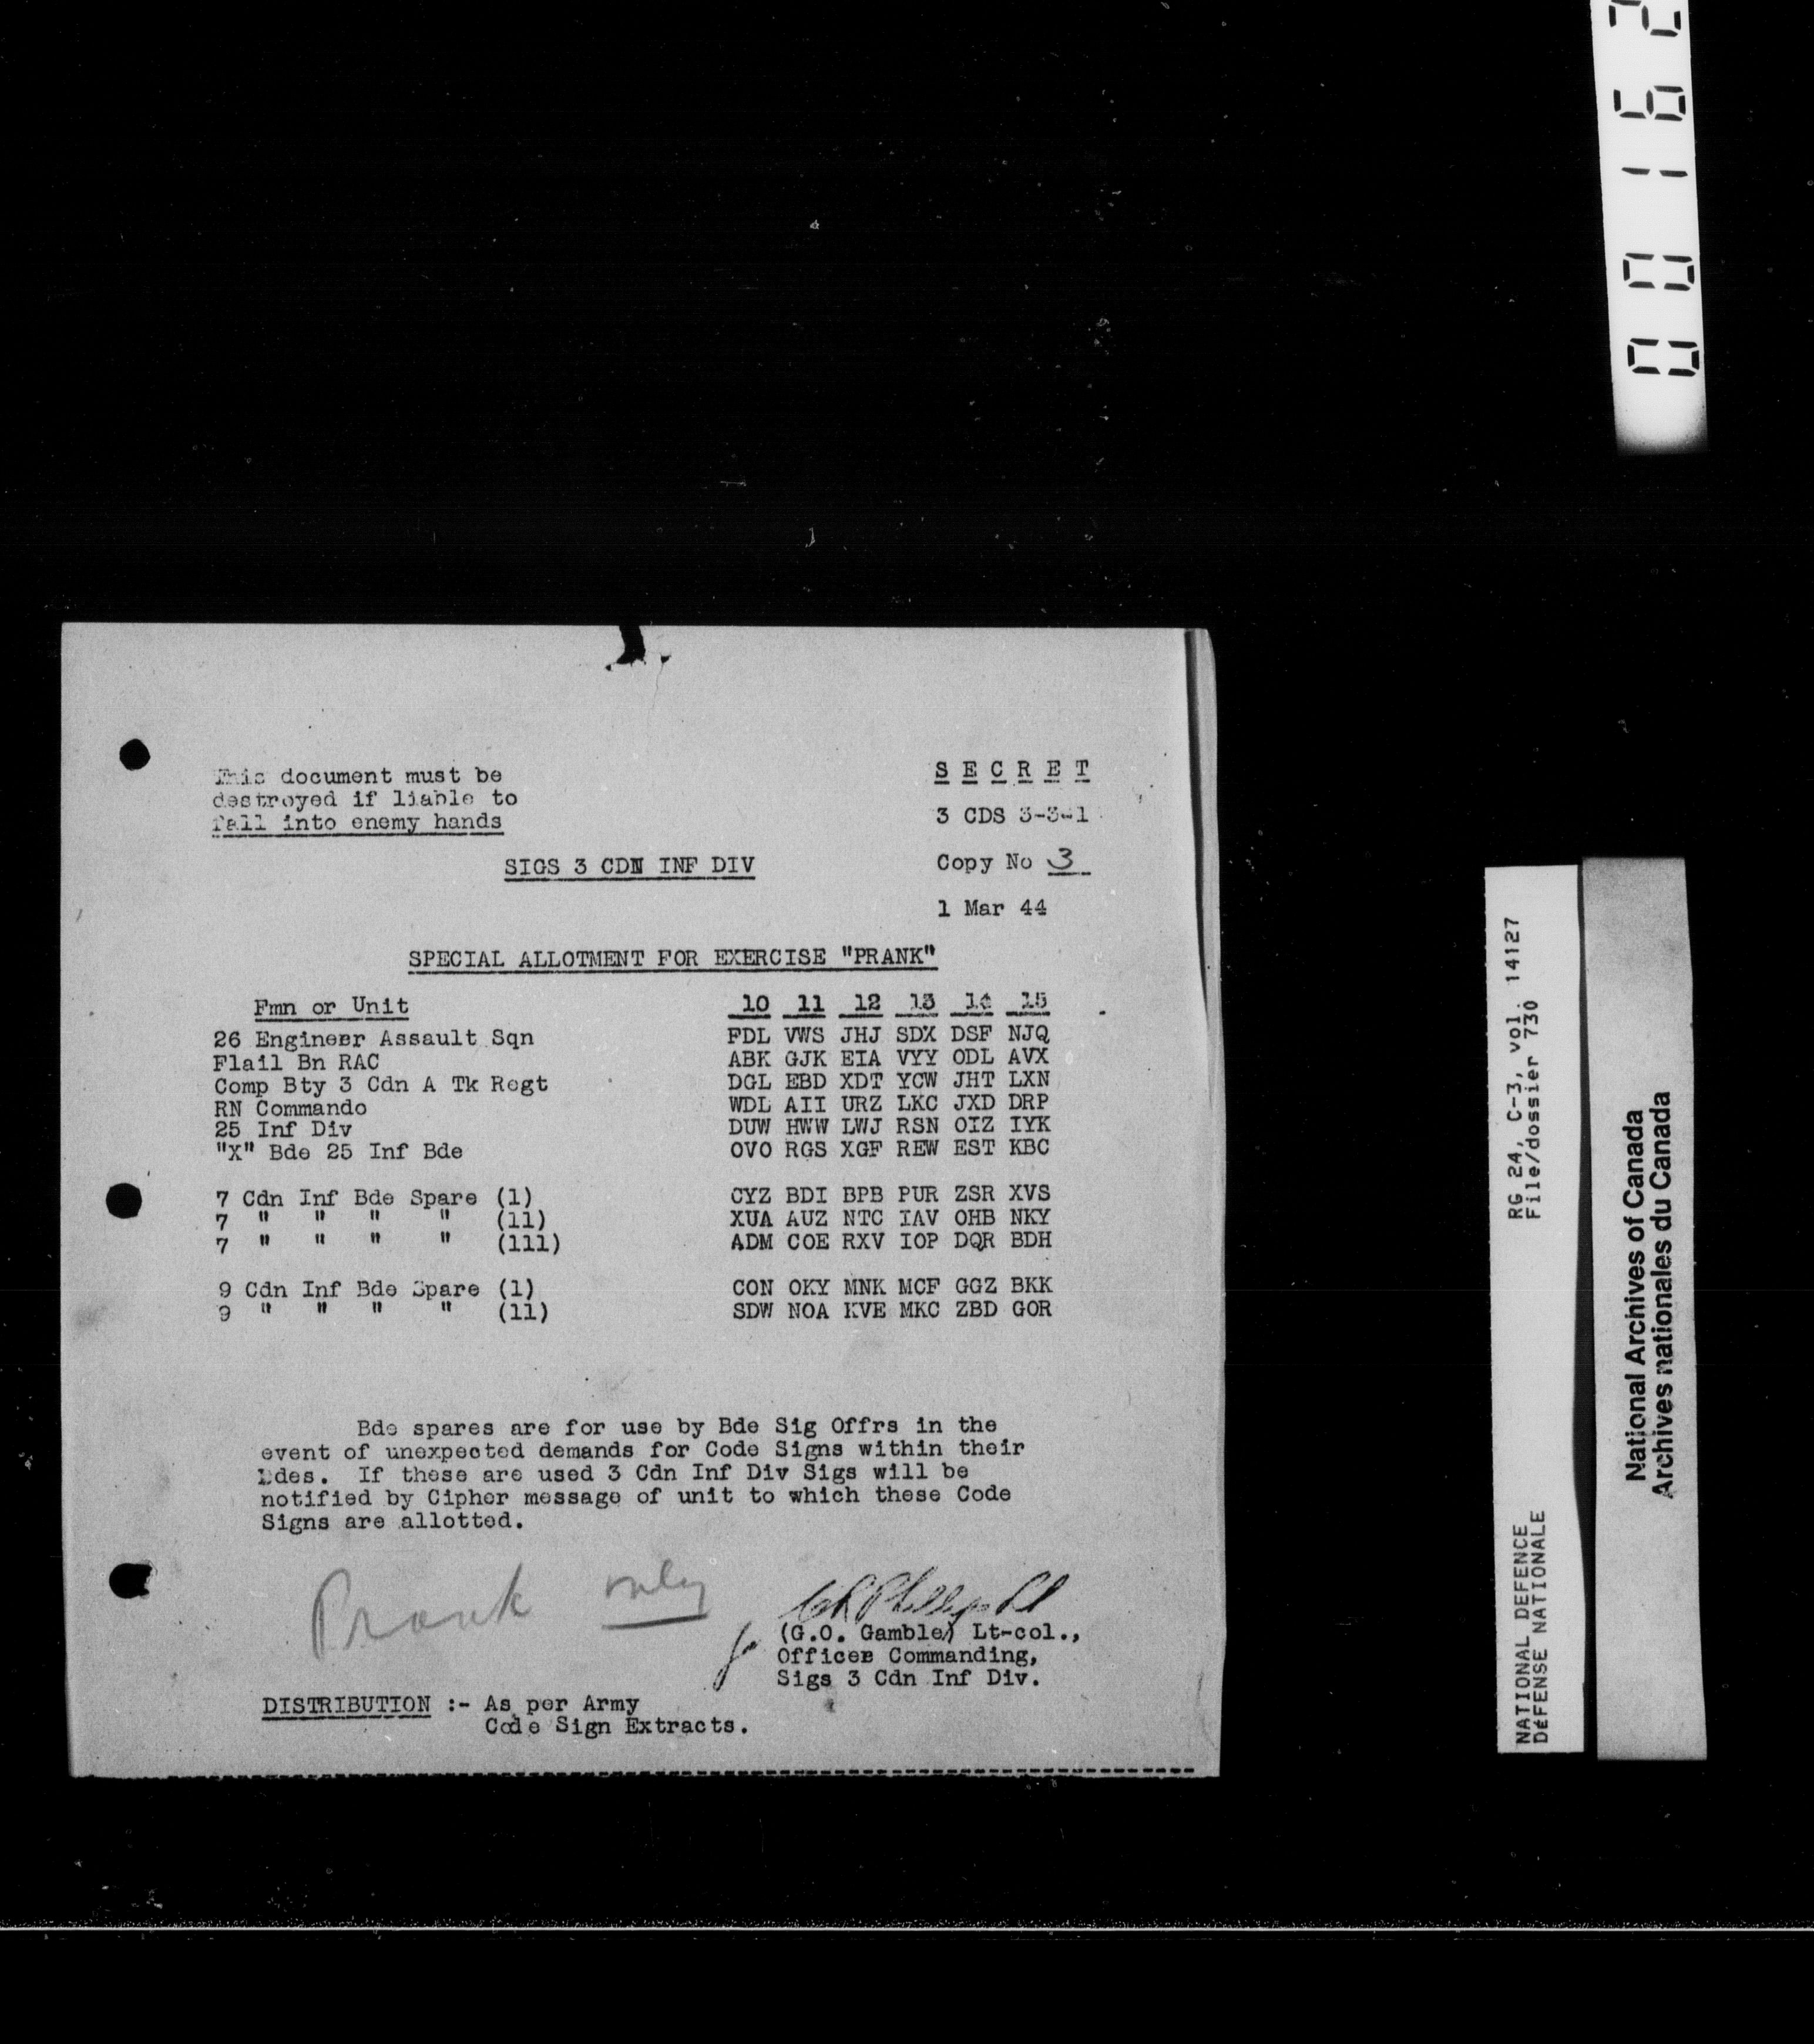 This document must be
destroyed if liable to
fall into enemy hands
S E C R E T
3 CDS 3-3-1
SIGS 3 CDN INF DIV
Copy No 3
1 Mar 44
SPECIAL ALLOTMENT FOR EXERCISE "PRANK"
Fmn or Unit 10 11 12 13 14 15
26 Engineer Assault Sqn FDL VWS JHJ SDX DSF NJQ
Flail Bn RAC ABK GJK EIA VYY ODL AVX
Comp Bty 3 Cdn A Tk Regt DGL EBD XDT YCW JHT LXN
RN Commando WDL AII URZ LKC JXD DRP
25 Inf Div DUW HWW LWJ RSN OIZ IYK
"X" Bde 25 Inf Bde OVO RGS XGF REW EST KBC
7 Cdn Inf Bde Spare (1) CYZ BDI BPB PUR ZSR XVS
7 " " " " (11) XUA AUZ NTC IAV OHB NKY
7 " " " " (111) ADM COE RXV IOP DQR BDH
9 Cdn Inf Bde Spare (1) CON OKY MNK MCF GGZ BKK
9 " " " " (11) SDW NOA KVE MKC ZBD GOR
Bde spares are for use by Bde Sig Offrs in the
event of unexpected demands for Code Signs within their
Bdes. If these are used 3 Cdn Inf Div Sigs will be
notified by Cipher message of unit to which these Code
Signs are allotted.
Prank only
for (G.O. Gamble) Lt-col.,
Officer Commanding,
Sigs 3 Cdn Inf Div.
DISTRIBUTION :- As per Army
Code Sign Extracts.
00162
RG 24, C-3, vol. 14127
File/dossier 730
NATIONAL DEFENCE
DéFENSE NATIONALE
National Archives of Canada
Archives nationales du Canada